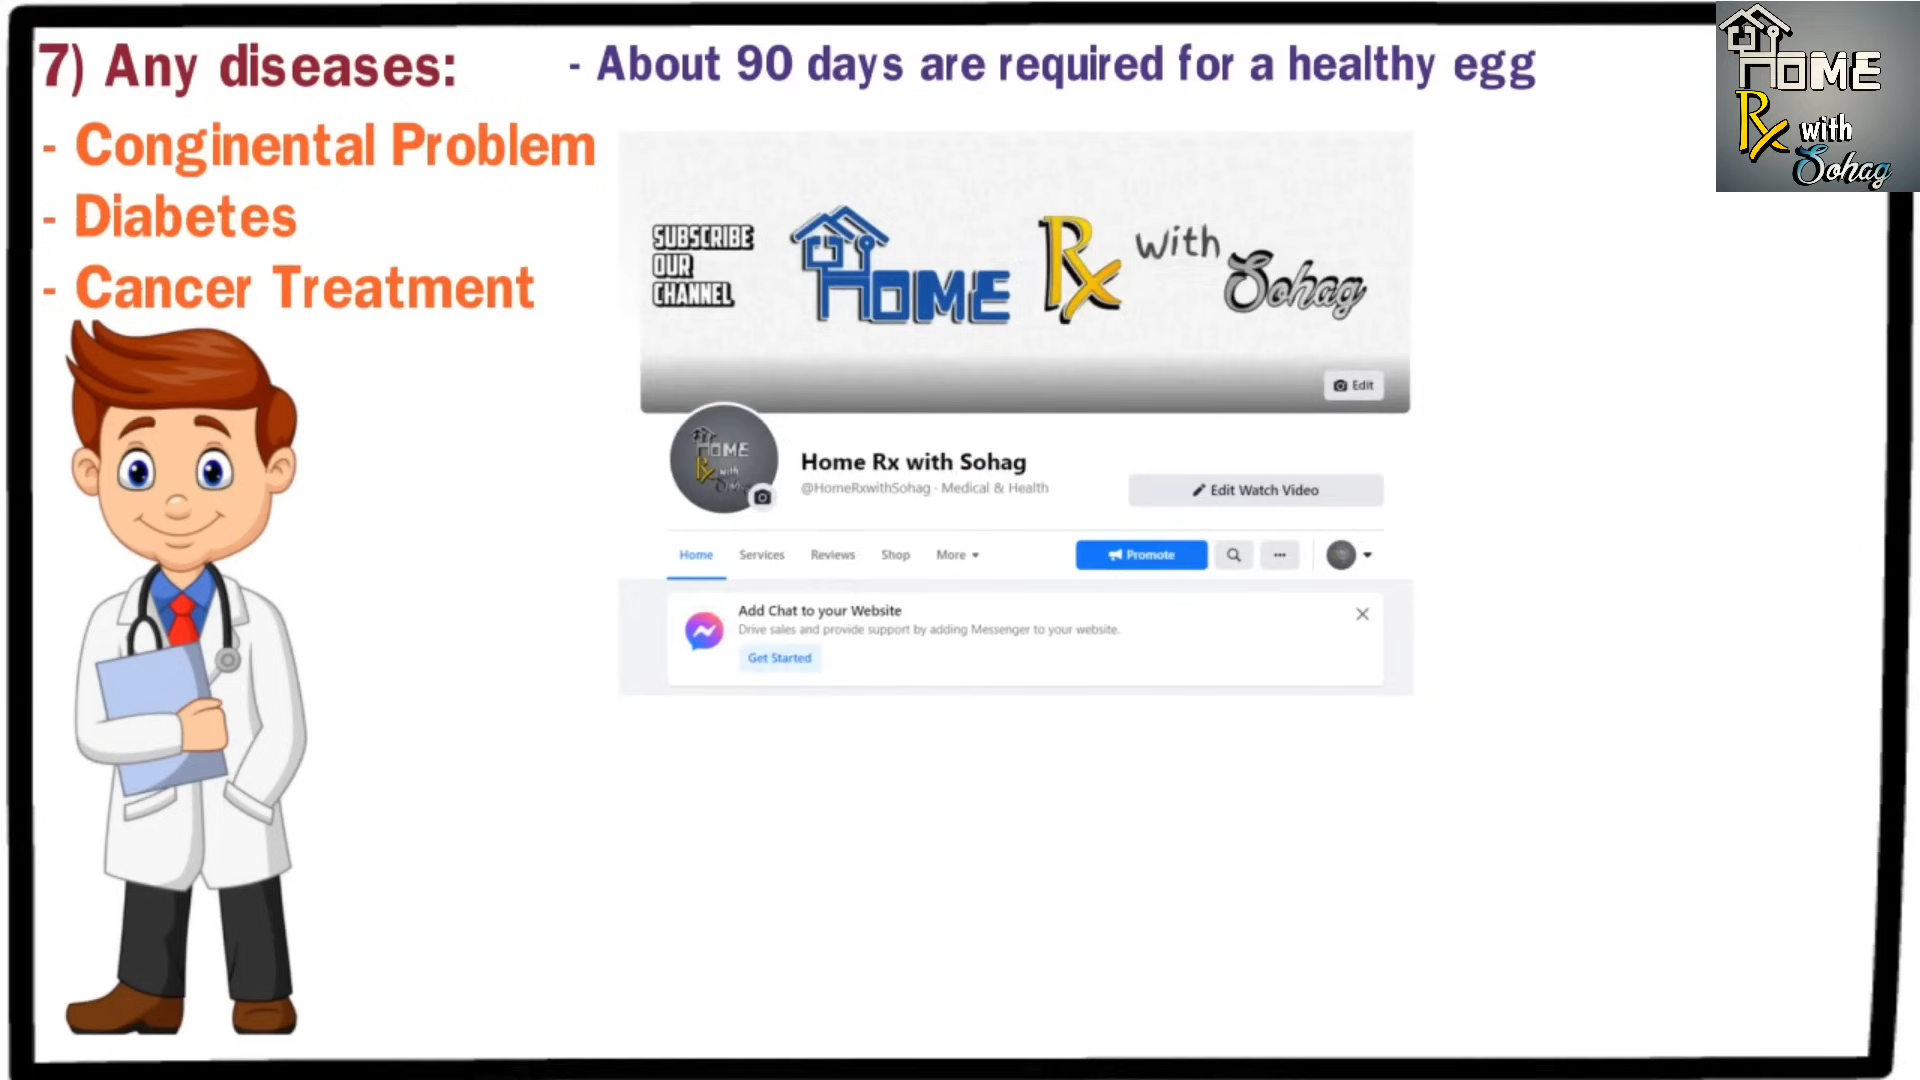 7) Any diseases:
- About 90 days are required for a healthy egg
HOME
Rx with
Sohag
- Conginental Problem
- Diabetes
- Cancer Treatment
SUBSCRIBE
OUR
CHANNEL
HOME Rx with Sohag
Edit
HOME
Rx with
Home Rx with Sohag
@HomeRxwithSohag · Medical & Health
Edit Watch Video
Home Services Reviews Shop More
Promote
Add Chat to your Website
Drive sales and provide support by adding Messenger to your website.
Get Started